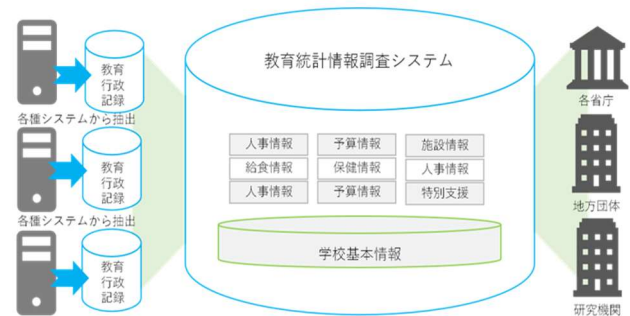 教育統計情報調査システム
教育
行政
記録
各種システムから抽出
教育
行政
記録
各種システムから抽出
教育
行政
記録
人事情報
予算情報
施設情報
給食情報
保健情報
人事情報
人事情報
予算情報
特別支援
学校基本情報
各省庁
地方団体
研究機関